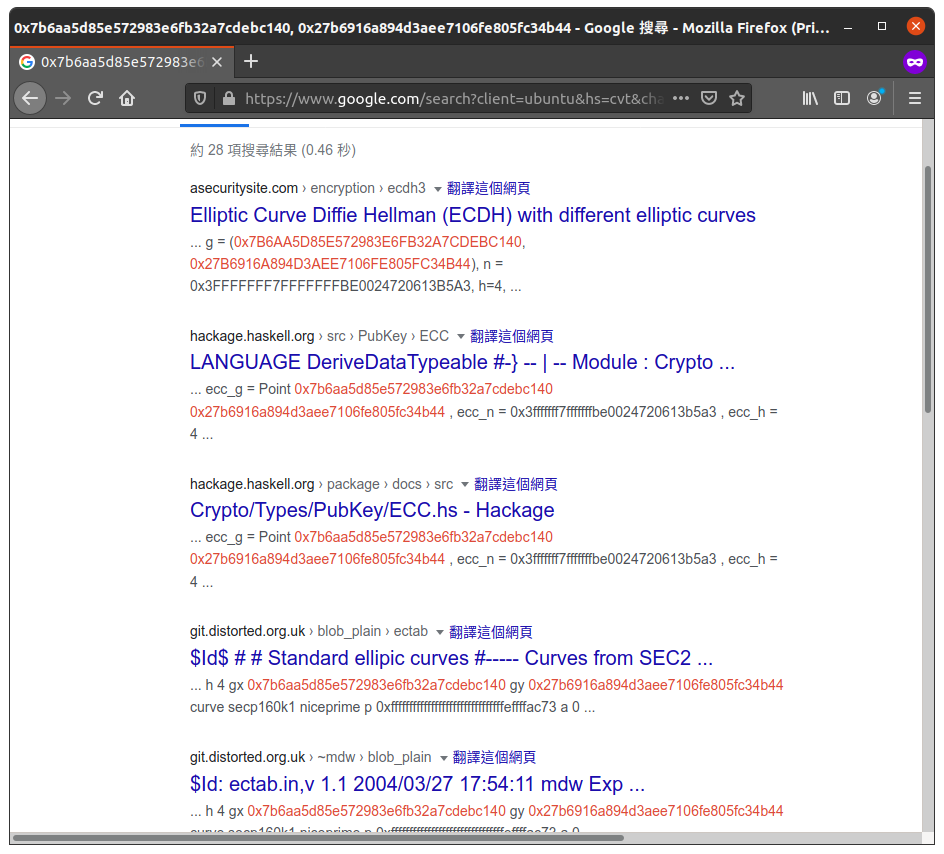 0x7b6aa5d85e572983e6fb32a7cdebc140, 0x27b6916a894d3aee7106fe805fc34b44 - Google 搜尋 - Mozilla Firefox (Pri...
0x7b6aa5d85e572983e6
https://www.google.com/search?client=ubuntu&hs=cvt&cha
約 28 項搜尋結果 (0.46 秒)
asecuritysite.com › encryption › ecdh3 翻譯這個網頁
Elliptic Curve Diffie Hellman (ECDH) with different elliptic curves
... g = (0x7B6AA5D85E572983E6FB32A7CDEBC140,
0x27B6916A894D3AEE7106FE805FC34B44), n =
0x3FFFFFFF7FFFFFFFBE0024720613B5A3, h=4, ...
hackage.haskell.org › src › PubKey › ECC 翻譯這個網頁
LANGUAGE DeriveDataTypeable #-} -- | -- Module : Crypto ...
... ecc_g = Point 0x7b6aa5d85e572983e6fb32a7cdebc140
0x27b6916a894d3aee7106fe805fc34b44 , ecc_n = 0x3fffffff7fffffffbe0024720613b5a3 , ecc_h =
4 ...
hackage.haskell.org › package › docs › src 翻譯這個網頁
Crypto/Types/PubKey/ECC.hs - Hackage
... ecc_g = Point 0x7b6aa5d85e572983e6fb32a7cdebc140
0x27b6916a894d3aee7106fe805fc34b44 , ecc_n = 0x3fffffff7fffffffbe0024720613b5a3 , ecc_h =
4 ...
git.distorted.org.uk › blob_plain › ectab 翻譯這個網頁
$Id$ # # Standard ellipic curves #----- Curves from SEC2 ...
... h 4 gx 0x7b6aa5d85e572983e6fb32a7cdebc140 gy 0x27b6916a894d3aee7106fe805fc34b44
curve secp160k1 niceprime p 0xfffffffffffffffffffffffffffffffeffffac73 a 0 ...
git.distorted.org.uk › ~mdw › blob_plain 翻譯這個網頁
$Id: ectab.in,v 1.1 2004/03/27 17:54:11 mdw Exp ...
... h 4 gx 0x7b6aa5d85e572983e6fb32a7cdebc140 gy 0x27b6916a894d3aee7106fe805fc34b44